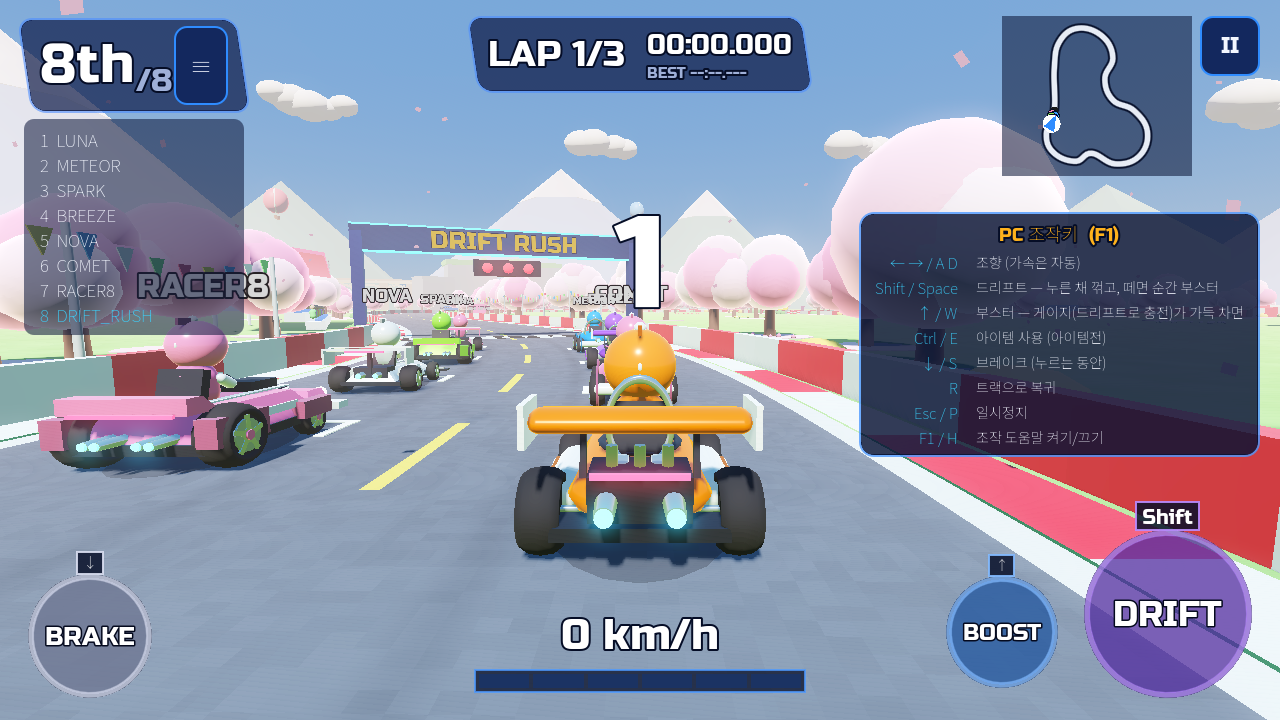 8th/8
LAP 1/3
00:00.000
BEST --:--.---
II
1 LUNA
2 METEOR
3 SPARK
4 BREEZE
5 NOVA
6 COMET
7 RACER8
8 DRIFT RUSH
RACER8
DRIFT RUSH
NOVA
1
PC 조작키 (F1)
←→ / A D 조향 (가속은 자동)
Shift / Space 드리프트 — 누른 채 꺾고, 떼면 순간 부스터
↑ / W 부스터 — 게이지(드리프트로 충전)가 가득 차면
Ctrl / E 아이템 사용 (아이템전)
↓ / S 브레이크 (누르는 동안)
R 트랙으로 복귀
Esc / P 일시정지
F1 / H 조작 도움말 켜기/끄기
Shift
↓
↑
BRAKE
BOOST
DRIFT
0 km/h